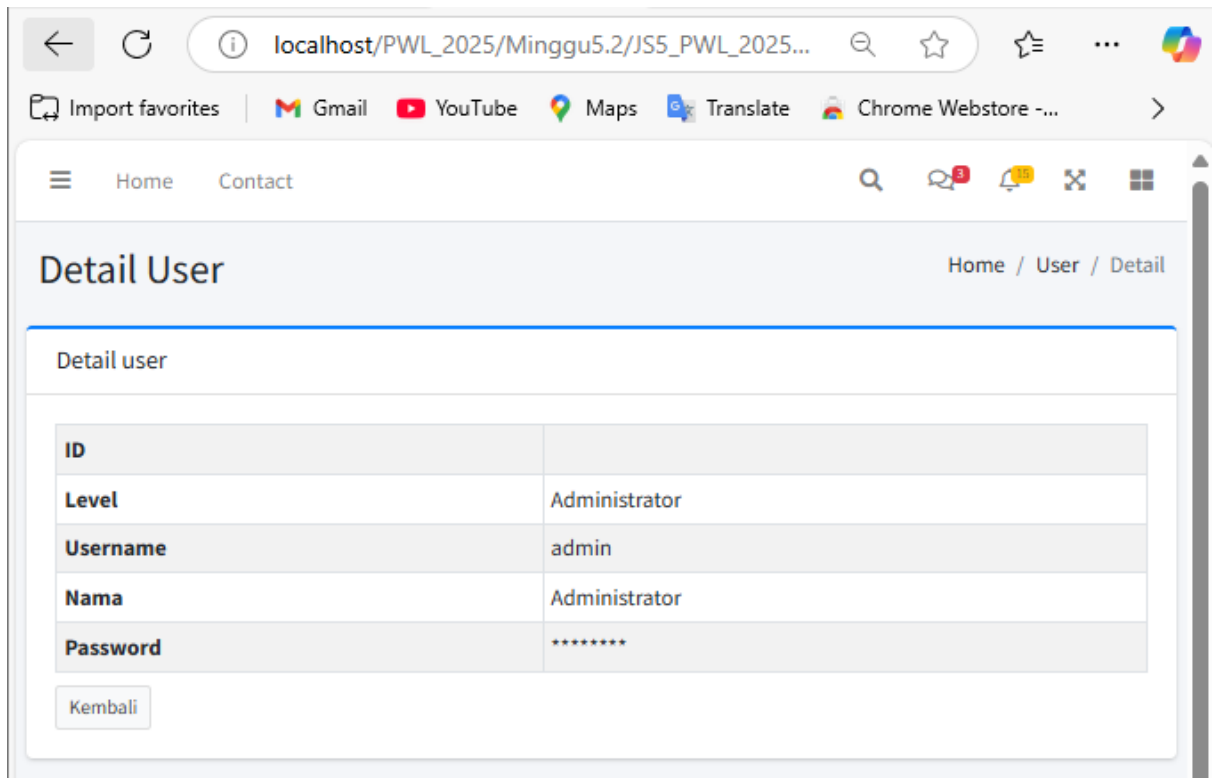 localhost/PWL_2025/Minggu5.2/JS5_PWL_2025...
Import favorites Gmail YouTube Maps Translate Chrome Webstore -...
Home Contact 3 15
Detail User Home / User / Detail
Detail user
ID
Level Administrator
Username admin
Nama Administrator
Password ********
Kembali